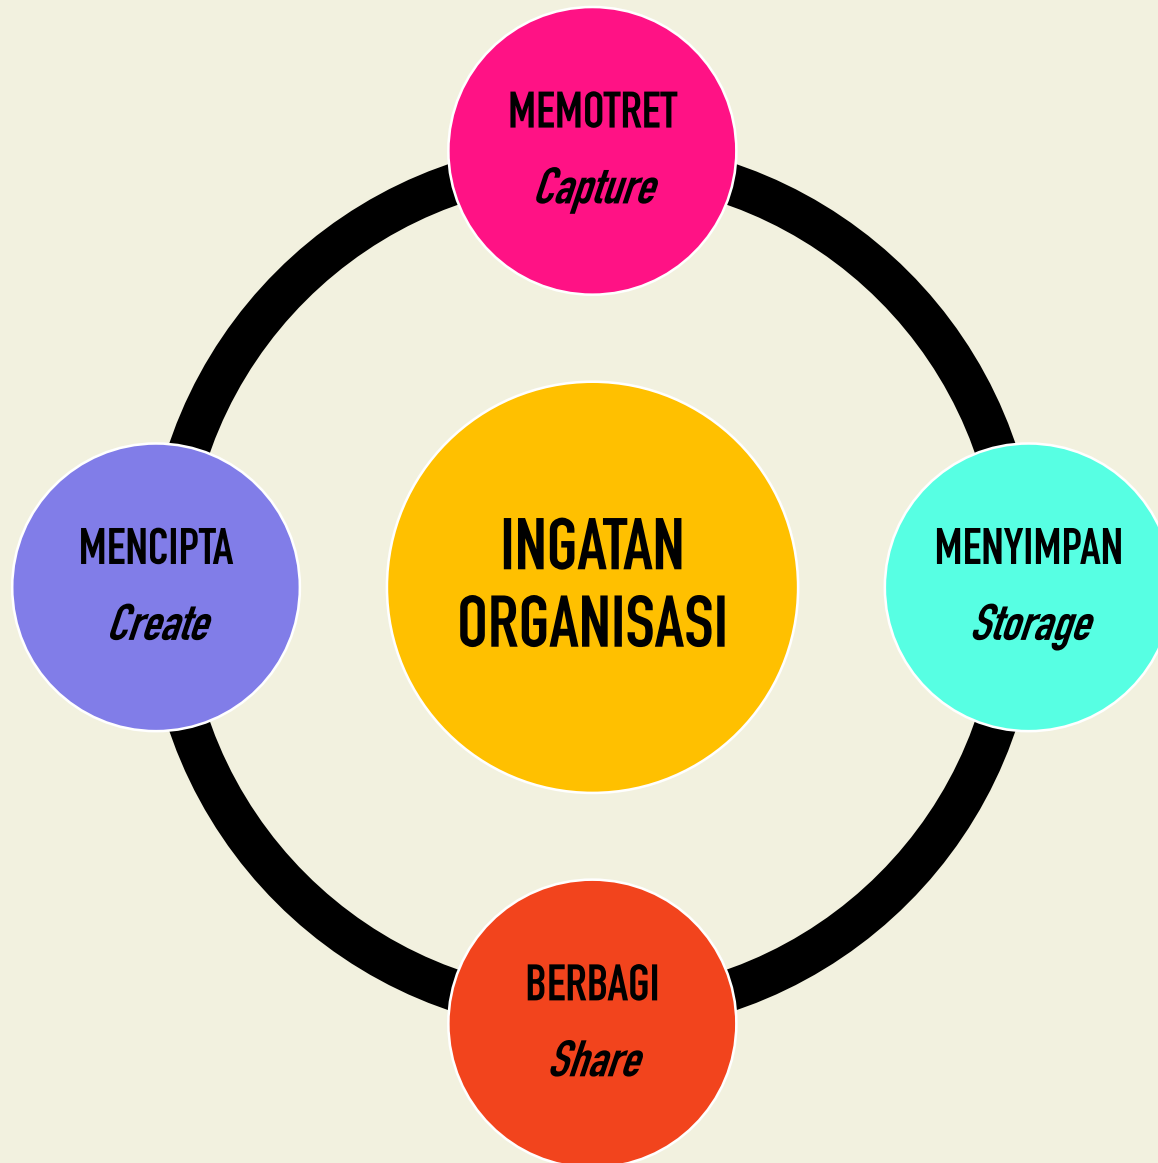 MEMOTRET
Capture
MENCIPTA
Create
INGATAN
ORGANISASI
MENYIMPAN
Storage
BERBAGI
Share